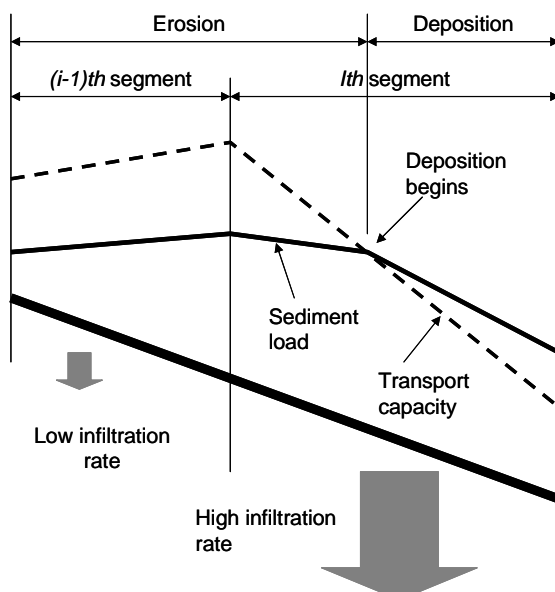 Erosion
Deposition
(i-1)th segment
Ith segment
Deposition
begins
Sediment
load
Transport
capacity
Low infiltration
rate
High infiltration
rate